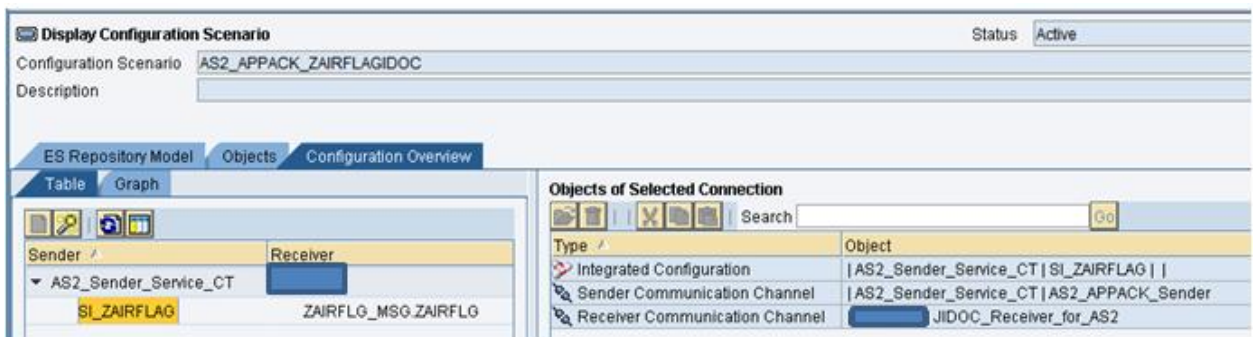 Display Configuration Scenario
Status Active
Configuration Scenario AS2_APPACK_ZAIRFLAGIDOC
Description
ES Repository Model Objects Configuration Overview
Table Graph
Sender Receiver
AS2_Sender_Service_CT
SI_ZAIRFLAG ZAIRFLG_MSG.ZAIRFLG
Objects of Selected Connection
Search Go
Type Object
Integrated Configuration | AS2_Sender_Service_CT | SI_ZAIRFLAG | |
Sender Communication Channel | AS2_Sender_Service_CT | AS2_APPACK_Sender
Receiver Communication Channel JIDOC_Receiver_for_AS2